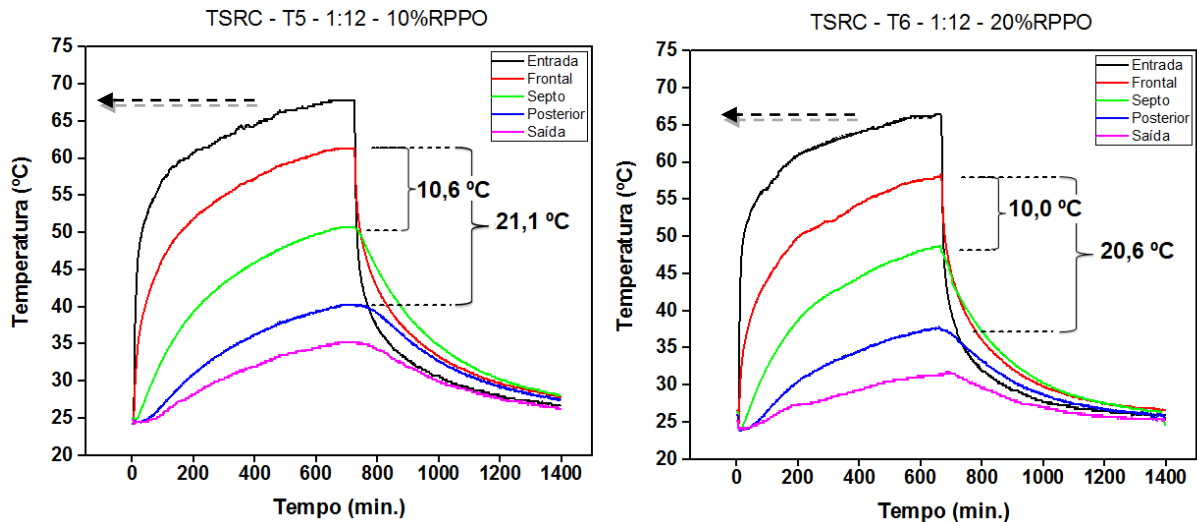 TSRC - T5 - 1:12 - 10%RPPO
75
70
65
60
55
50
45
40
35
30
25
20
Temperatura (ºC)
Entrada
Frontal
Septo
Posterior
Saída
10,6 ºC
21,1 ºC
0 200 400 600 800 1000 1200 1400
Tempo (min.)
TSRC - T6 - 1:12 - 20%RPPO
75
70
65
60
55
50
45
40
35
30
25
20
Temperatura (ºC)
Entrada
Frontal
Septo
Posterior
Saída
10,0 ºC
20,6 ºC
0 200 400 600 800 1000 1200 1400
Tempo (min.)